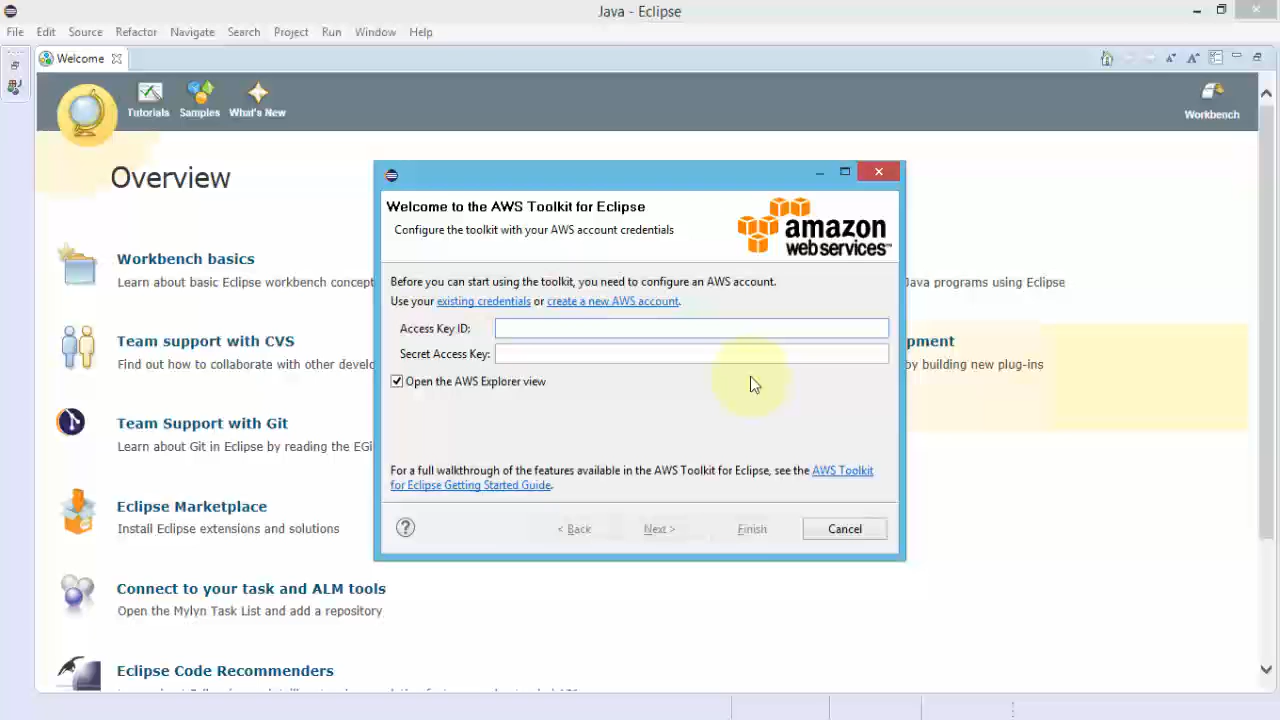 Java - Eclipse
File Edit Source Refactor Navigate Search Project Run Window Help
Welcome
Tutorials Samples What's New Workbench
Overview
Workbench basics
Learn about basic Eclipse workbench concep
Java programs using Eclipse
Team support with CVS
Find out how to collaborate with other develo
pment
by building new plug-ins
Team Support with Git
Learn about Git in Eclipse by reading the EGi
Eclipse Marketplace
Install Eclipse extensions and solutions
Connect to your task and ALM tools
Open the Mylyn Task List and add a repository
Eclipse Code Recommenders
Welcome to the AWS Toolkit for Eclipse
Configure the toolkit with your AWS account credentials
amazon
web services™
Before you can start using the toolkit, you need to configure an AWS account.
Use your existing credentials or create a new AWS account.
Access Key ID:
Secret Access Key:
Open the AWS Explorer view
For a full walkthrough of the features available in the AWS Toolkit for Eclipse, see the AWS Toolkit
for Eclipse Getting Started Guide.
? < Back Next > Finish Cancel